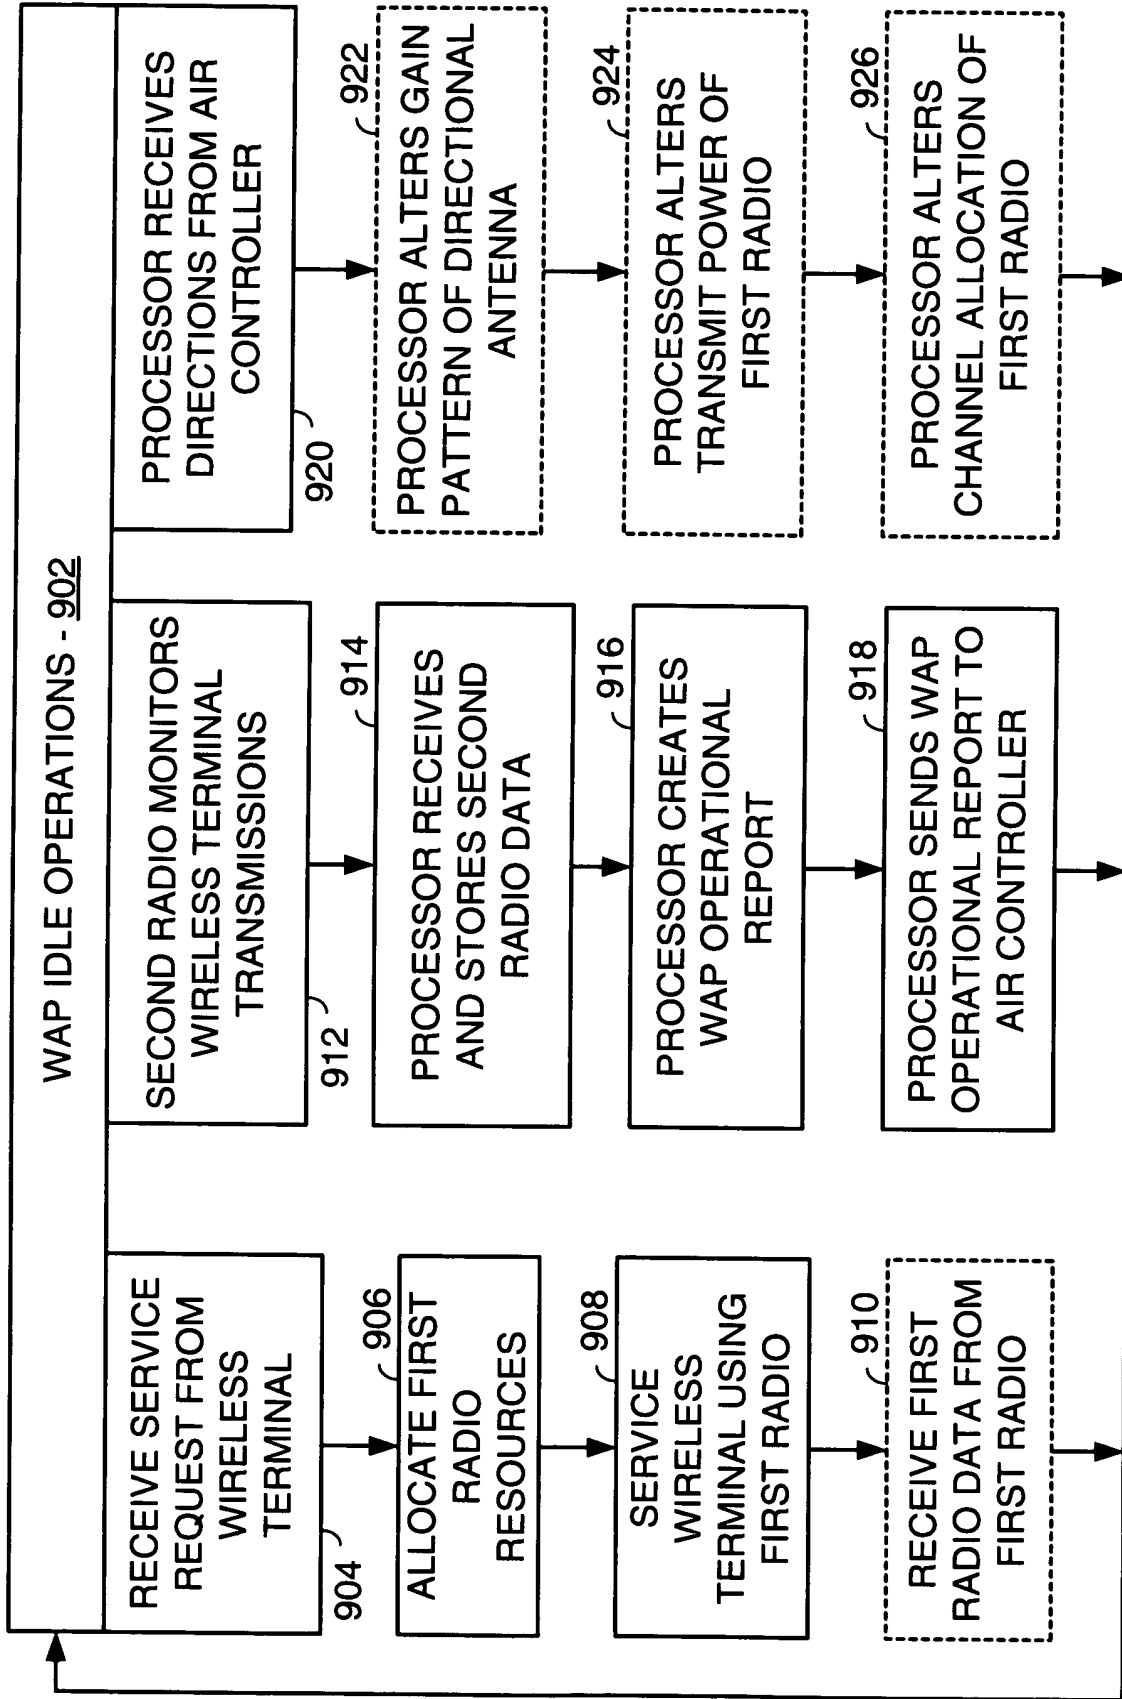 WAP IDLE OPERATIONS - 902
RECEIVE SERVICE
REQUEST FROM
WIRELESS
TERMINAL
904
906
ALLOCATE FIRST
RADIO
RESOURCES
908
SERVICE
WIRELESS
TERMINAL USING
FIRST RADIO
910
RECEIVE FIRST
RADIO DATA FROM
FIRST RADIO
SECOND RADIO MONITORS
WIRELESS TERMINAL
TRANSMISSIONS
912
914
PROCESSOR RECEIVES
AND STORES SECOND
RADIO DATA
916
PROCESSOR CREATES
WAP OPERATIONAL
REPORT
918
PROCESSOR SENDS WAP
OPERATIONAL REPORT TO
AIR CONTROLLER
PROCESSOR RECEIVES
DIRECTIONS FROM AIR
CONTROLLER
920
922
PROCESSOR ALTERS GAIN
PATTERN OF DIRECTIONAL
ANTENNA
924
PROCESSOR ALTERS
TRANSMIT POWER OF
FIRST RADIO
926
PROCESSOR ALTERS
CHANNEL ALLOCATION OF
FIRST RADIO